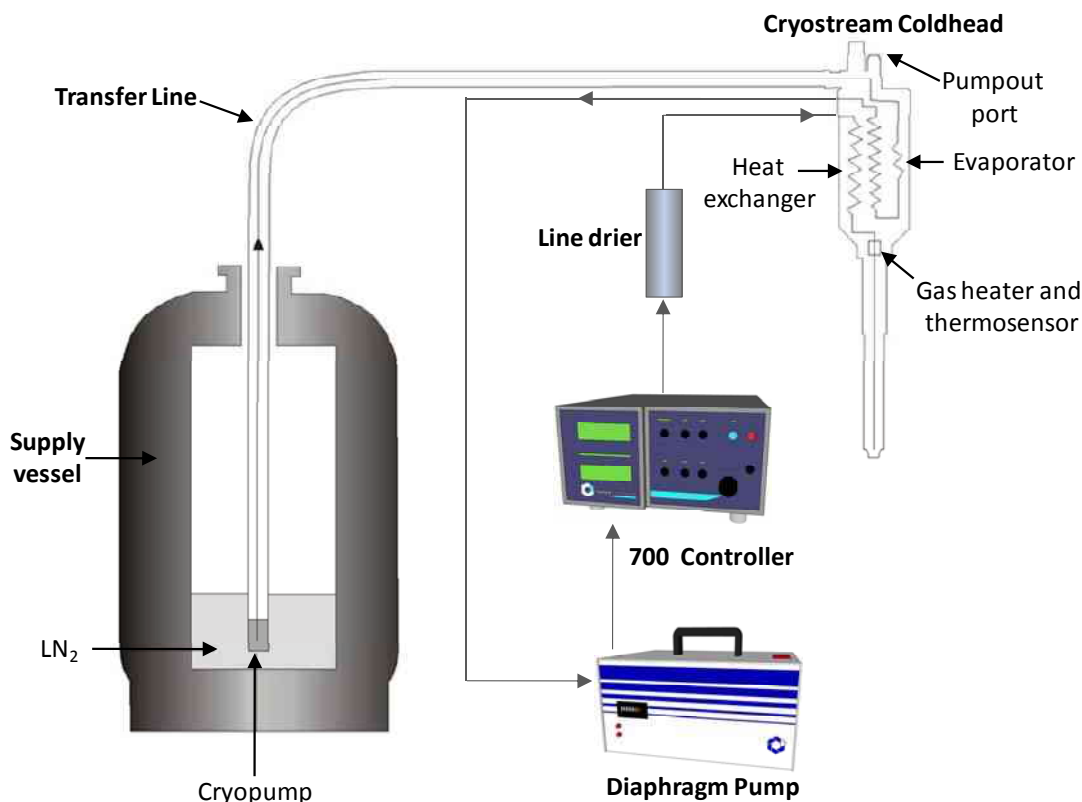 Cryostream Coldhead
Transfer Line
Pumpout
port
Heat
exchanger
Evaporator
Line drier
Gas heater and
thermosensor
Supply
vessel
700 Controller
LN₂
Cryopump
Diaphragm Pump